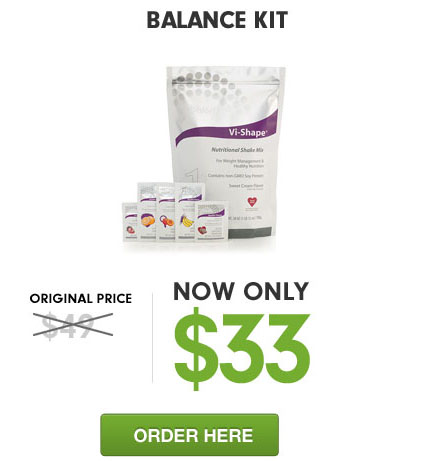 BALANCE KIT
Vi-Shape®
Nutritional Shake Mix
For Weight Management &
Healthy Nutrition
Contains non-GMO Soy Protein
Sweet Cream Flavor
ORIGINAL PRICE
$49
NOW ONLY
$33
ORDER HERE